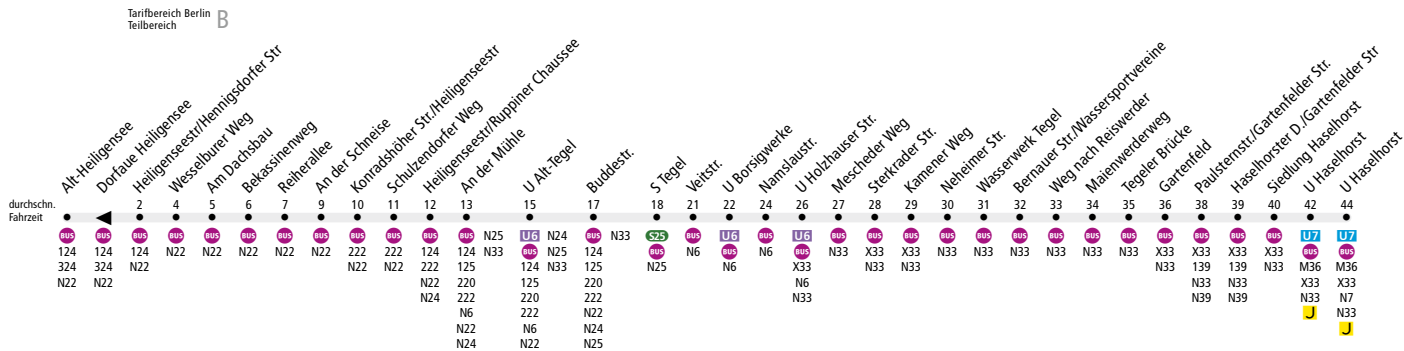 Tarifbereich Berlin
Teilbereich B
Alt-Heiligensee
Dorfaue Heiligensee
Heiligenseestr/Hennigsdorfer Str
Wesselburer Weg
Am Dachsbau
Bekassinenweg
Reiherallee
An der Schneise
Konradshöher Str./Heiligenseestr
Schulzendorfer Weg
Heiligenseestr/Ruppiner Chaussee
An der Mühle
U Alt-Tegel
Buddestr.
S Tegel
Veitstr.
U Borsigwerke
Namslaustr.
U Holzhauser Str.
Mescheder Weg
Sterkrader Str.
Kamener Weg
Neheimer Str.
Wasserwerk Tegel
Bernauer Str/Wassersportvereine
Weg nach Reiswerder
Maienwerderweg
Tegeler Brücke
Gartenfeld
Paulsternstr./Gartenfelder Str.
Haselhorster D./Gartenfelder Str
Siedlung Haselhorst
U Haselhorst
U Haselhorst
durchschn. 2 4 5 6 7 9 10 11 12 13 15 17 18 21 22 24 26 27 28 29 30 31 32 33 34 35 36 38 39 40 42 44
Fahrzeit
BUS BUS BUS BUS BUS BUS BUS BUS BUS BUS BUS BUS N25 U6 N24 BUS N33 S25 BUS U6 BUS U6 BUS BUS BUS BUS BUS BUS BUS BUS BUS BUS BUS BUS BUS U7 U7
124 124 124 N22 N22 N22 N22 N22 222 222 124 124 N33 BUS N25 124 BUS N6 BUS N6 BUS N33 X33 X33 N33 N33 N33 N33 N33 N33 X33 X33 139 X33 BUS BUS
324 324 N22 N22 N22 222 125 124 N33 125 N25 N6 X33 N33 N33 N33 139 X33 N33 M36 M36
N22 N22 N22 220 125 220 N6 N33 N33 X33 X33
N24 222 220 222 N33 N39 N39 N33 N7
N6 222 N22 J N33
N22 N6 N24 J
N24 N22 N25